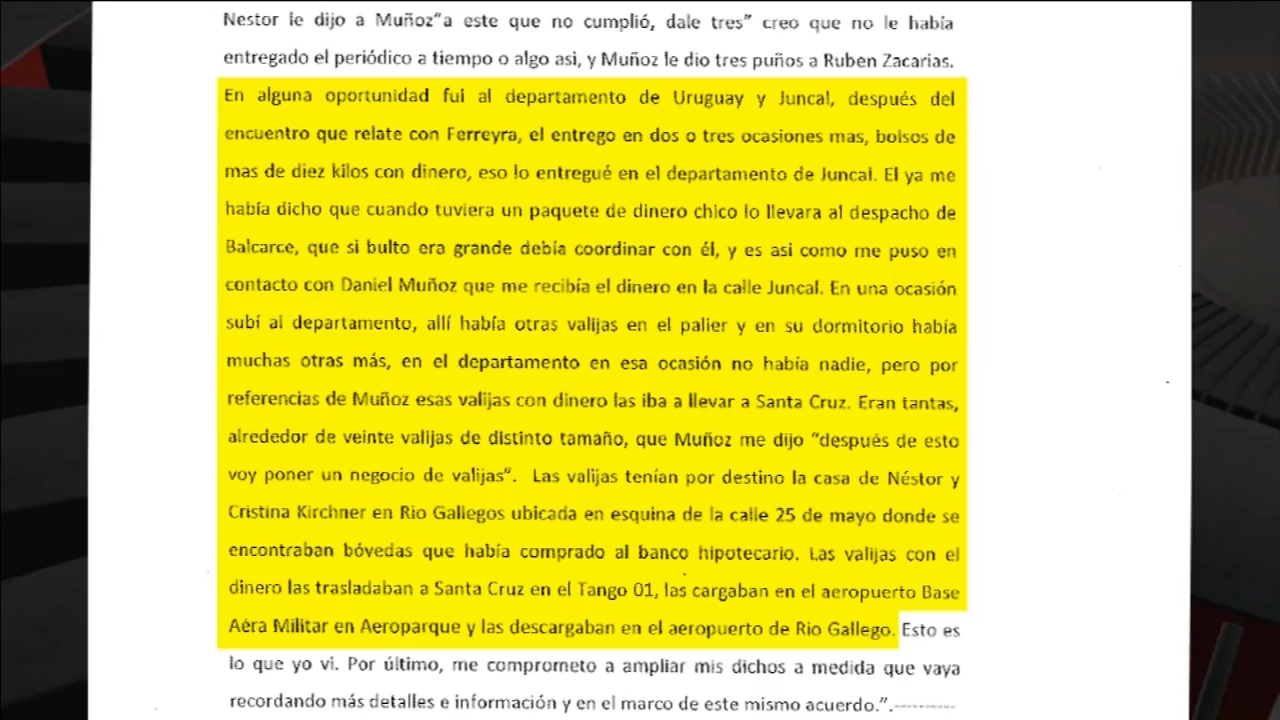 Nestor le dijo a Muñoz"a este que no cumplió, dale tres" creo que no le había
entregado el periódico a tiempo o algo asi, y Muñoz le dio tres puños a Ruben Zacarias.
En alguna oportunidad fui al departamento de Uruguay y Juncal, después del
encuentro que relate con Ferreyra, el entrego en dos o tres ocasiones mas, bolsos de
mas de diez kilos con dinero, eso lo entregué en el departamento de Juncal. El ya me
había dicho que cuando tuviera un paquete de dinero chico lo llevara al despacho de
Balcarce, que si bulto era grande debía coordinar con él, y es asi como me puso en
contacto con Daniel Muñoz que me recibía el dinero en la calle Juncal. En una ocasión
subí al departamento, allí había otras valijas en el palier y en su dormitorio había
muchas otras más, en el departamento en esa ocasión no había nadie, pero por
referencias de Muñoz esas valijas con dinero las iba a llevar a Santa Cruz. Eran tantas,
alrededor de veinte valijas de distinto tamaño, que Muñoz me dijo "después de esto
voy poner un negocio de valijas". Las valijas tenían por destino la casa de Néstor y
Cristina Kirchner en Rio Gallegos ubicada en esquina de la calle 25 de mayo donde se
encontraban bóvedas que había comprado al banco hipotecario. Las valijas con el
dinero las trasladaban a Santa Cruz en el Tango 01, las cargaban en el aeropuerto Base
Aéra Militar en Aeroparque y las descargaban en el aeropuerto de Rio Gallego. Esto es
lo que yo vi. Por último, me comprometo a ampliar mis dichos a medida que vaya
recordando más detalles e información y en el marco de este mismo acuerdo.".----------